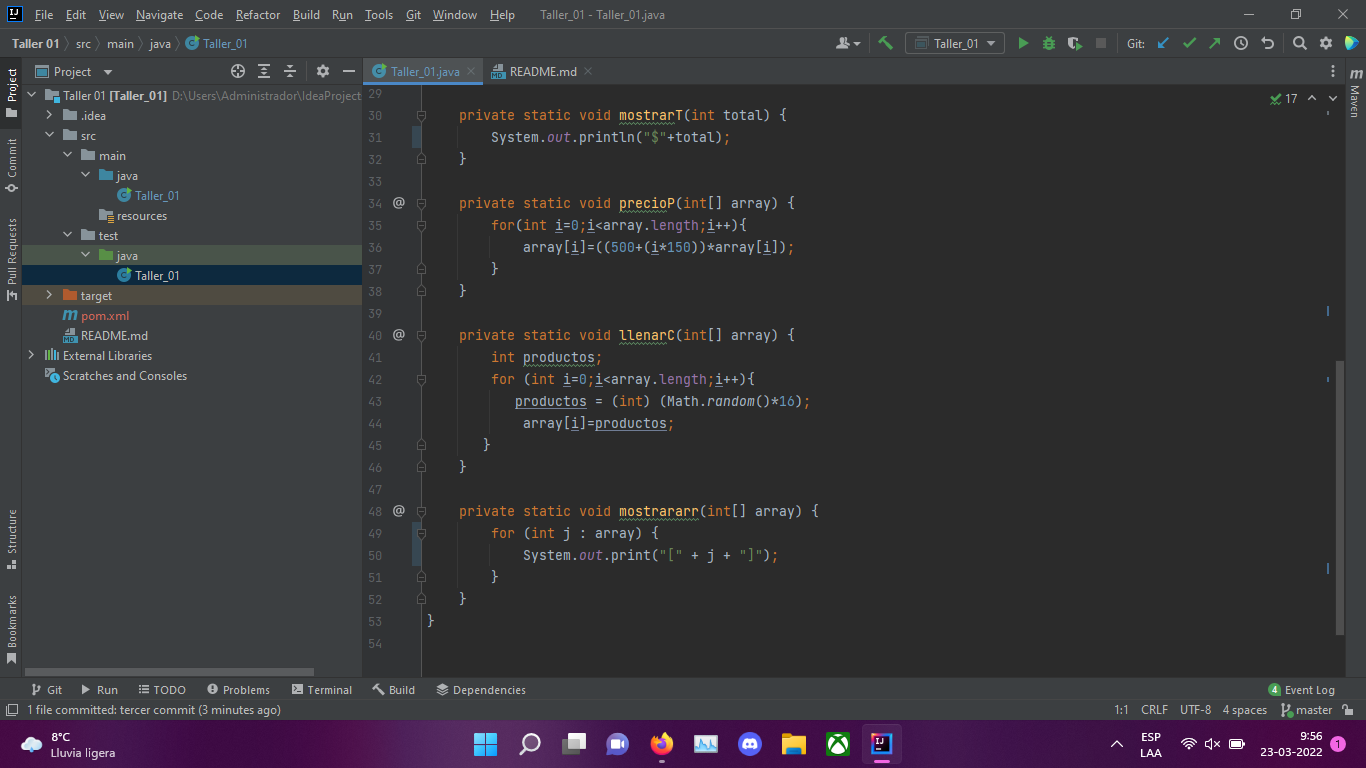 File Edit View Navigate Code Refactor Build Run Tools Git Window Help Taller_01 - Taller_01.java
Taller 01 src main java Taller_01 Taller_01 Git:
Project Taller_01.java README.md
Project
Commit
Pull Requests
Structure
Bookmarks
Maven
Taller 01 [Taller_01] D:\Users\Administrador\IdeaProject
.idea
src
main
java
Taller_01
resources
test
java
Taller_01
target
pom.xml
README.md
External Libraries
Scratches and Consoles
17
29
30 private static void mostrarT(int total) {
31 System.out.println("$"+total);
32 }
33
34 @ private static void precioP(int[] array) {
35 for(int i=0;i<array.length;i++){
36 array[i]=((500+(i*150))*array[i]);
37 }
38 }
39
40 @ private static void llenarC(int[] array) {
41 int productos;
42 for (int i=0;i<array.length;i++){
43 productos = (int) (Math.random()*16);
44 array[i]=productos;
45 }
46 }
47
48 @ private static void mostrararr(int[] array) {
49 for (int j : array) {
50 System.out.print("[" + j + "]");
51 }
52 }
53 }
54
Git Run TODO Problems Terminal Build Dependencies 4 Event Log
1 file committed: tercer commit (3 minutes ago) 1:1 CRLF UTF-8 4 spaces master
8°C
Lluvia ligera
ESP
LAA
9:56
23-03-2022
1